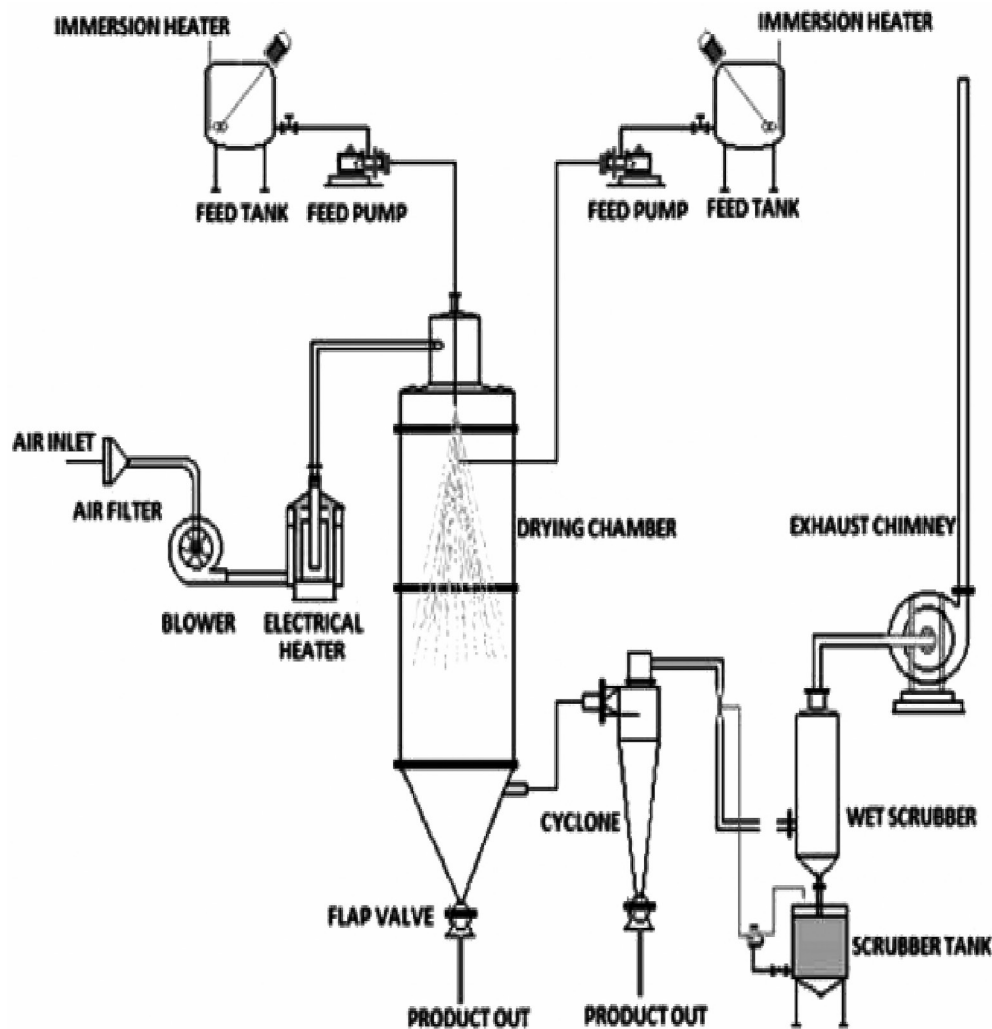 IMMERSION HEATER
IMMERSION HEATER
FEED TANK
FEED PUMP
FEED PUMP
FEED TANK
AIR INLET
AIR FILTER
DRYING CHAMBER
EXHAUST CHIMNEY
BLOWER
ELECTRICAL
HEATER
CYCLONE
WET SCRUBBER
FLAP VALVE
SCRUBBER TANK
PRODUCT OUT
PRODUCT OUT